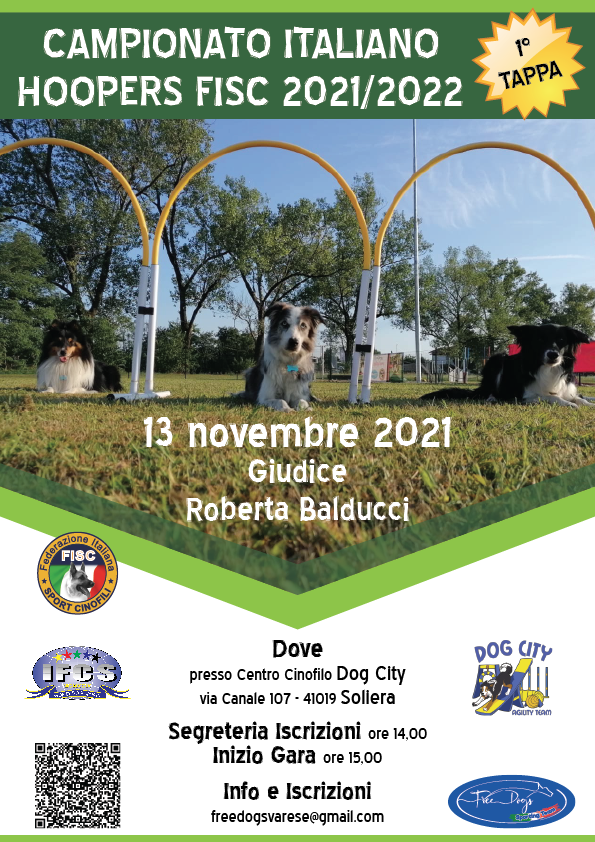 CAMPIONATO ITALIANO
HOOPERS FISC 2021/2022
1°
TAPPA
13 novembre 2021
Giudice
Roberta Balducci
Federazione Italiana
FISC
SPORT CINOFILI
IFCS
Dove
presso Centro Cinofilo Dog City
via Canale 107 - 41019 Sollera
DOG CITY
AGILITY TEAM
Segreteria Iscrizioni ore 14,00
Inizio Gara ore 15,00
Info e Iscrizioni
freedogsvarese@gmail.com
Free Dogs